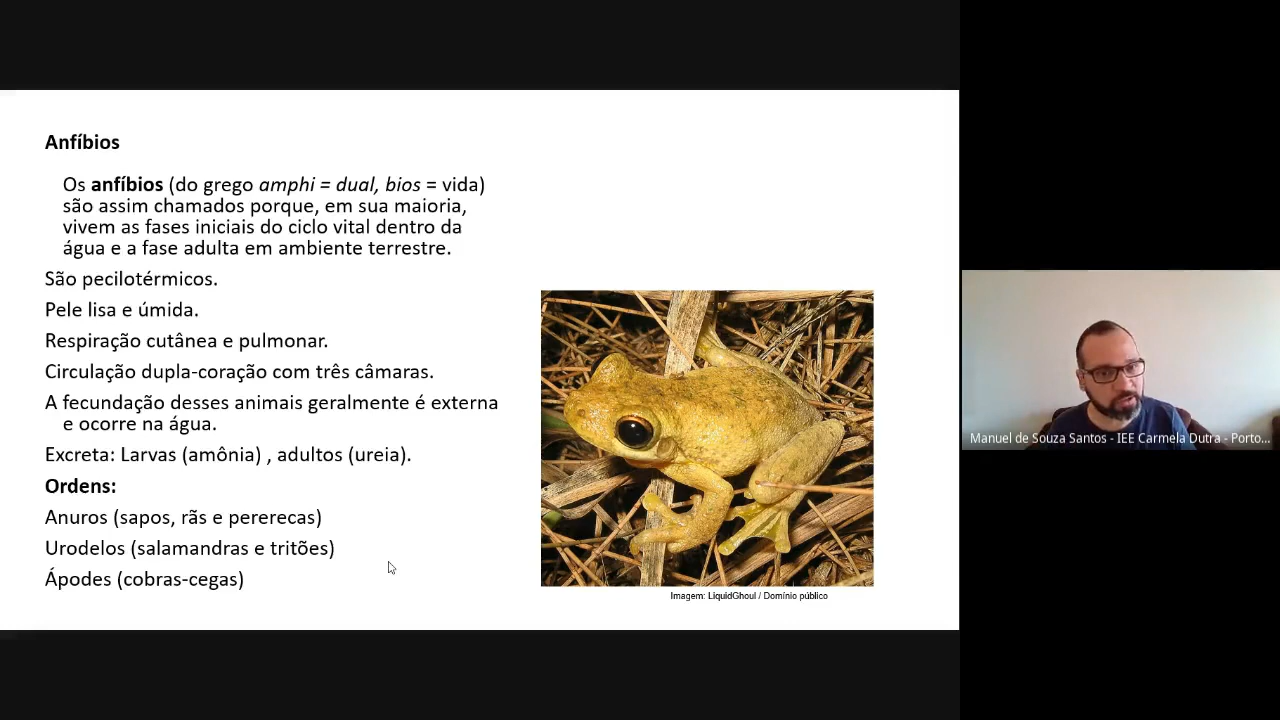 Anfíbios
Os anfíbios (do grego amphi = dual, bios = vida)
são assim chamados porque, em sua maioria,
vivem as fases iniciais do ciclo vital dentro da
água e a fase adulta em ambiente terrestre.
São pecilotérmicos.
Pele lisa e úmida.
Respiração cutânea e pulmonar.
Circulação dupla-coração com três câmaras.
A fecundação desses animais geralmente é externa
e ocorre na água.
Excreta: Larvas (amônia) , adultos (ureia).
Ordens:
Anuros (sapos, rãs e pererecas)
Urodelos (salamandras e tritões)
Ápodes (cobras-cegas)
Imagem: LiquidGhoul / Domínio público
Manuel de Souza Santos - IEE Carmela Dutra - Porto...